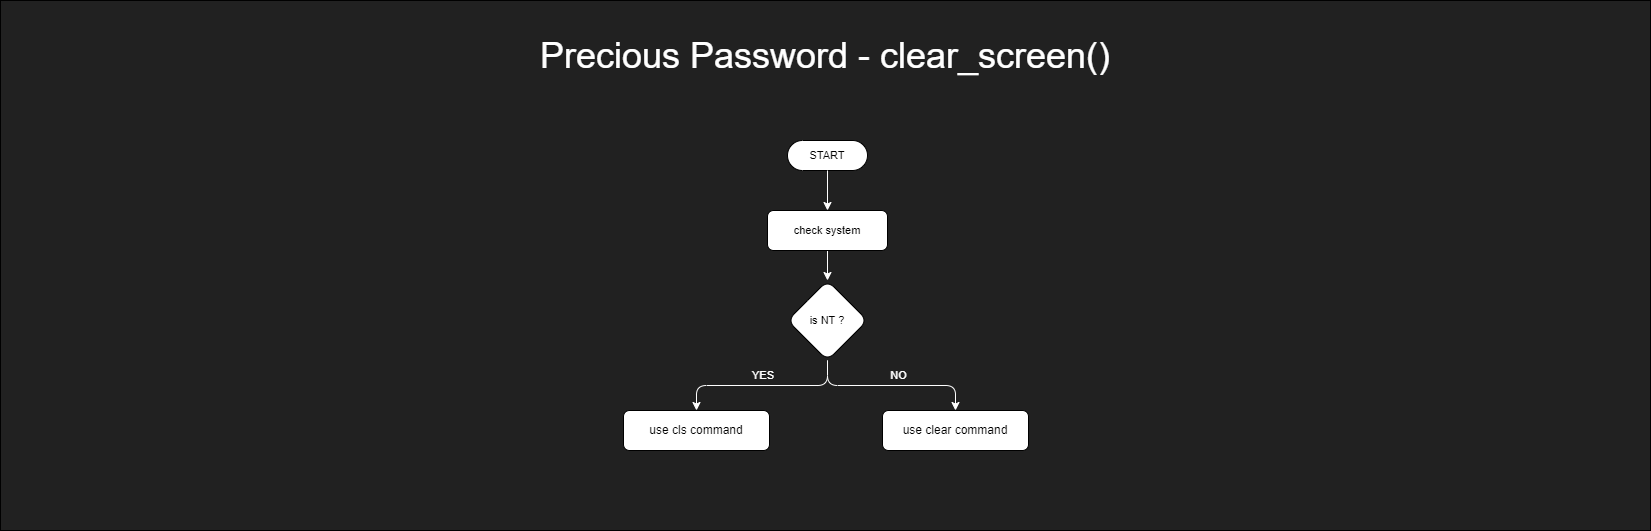 Precious Password - clear_screen()
START
check system
is NT ?
YES
NO
use cls command
use clear command